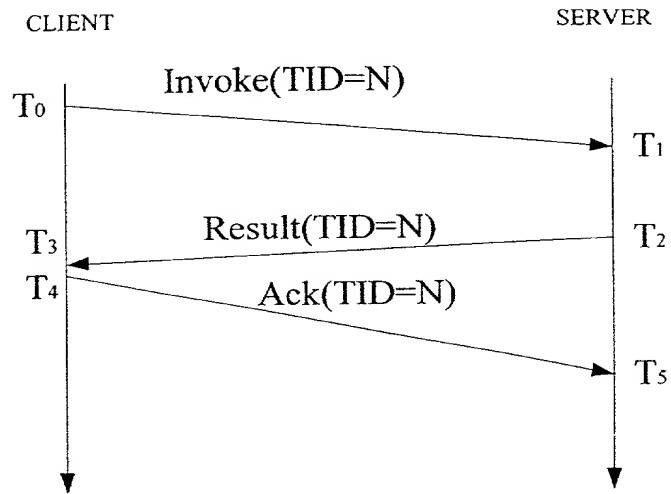 CLIENT
SERVER
Invoke(TID=N)
T0
T1
Result(TID=N)
T2
T3
T4
Ack(TID=N)
T5